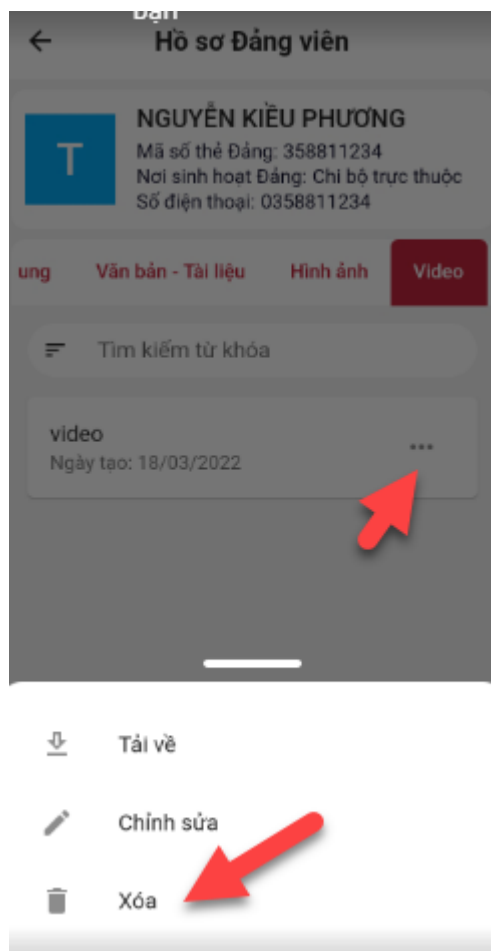 Bạn
Hồ sơ Đảng viên
T
NGUYỄN KIỀU PHƯƠNG
Mã số thẻ Đảng: 358811234
Nơi sinh hoạt Đảng: Chi bộ trực thuộc
Số điện thoại: 0358811234
ung Văn bản - Tài liệu Hình ảnh Video
Tìm kiếm từ khóa
video
Ngày tạo: 18/03/2022
Tải về
Chỉnh sửa
Xóa